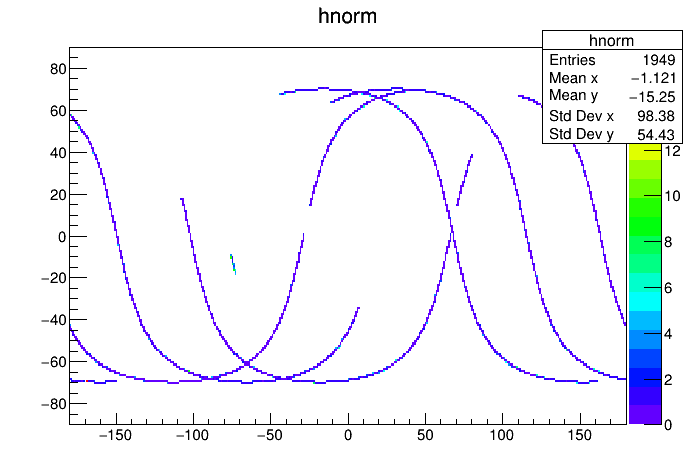 hnorm
hnorm
Entries 1949
Mean x −1.121
Mean y −15.25
Std Dev x 98.38
Std Dev y 54.43
80
60
40
20
0
−20
−40
−60
−80
−150 −100 −50 0 50 100 150
12
10
8
6
4
2
0